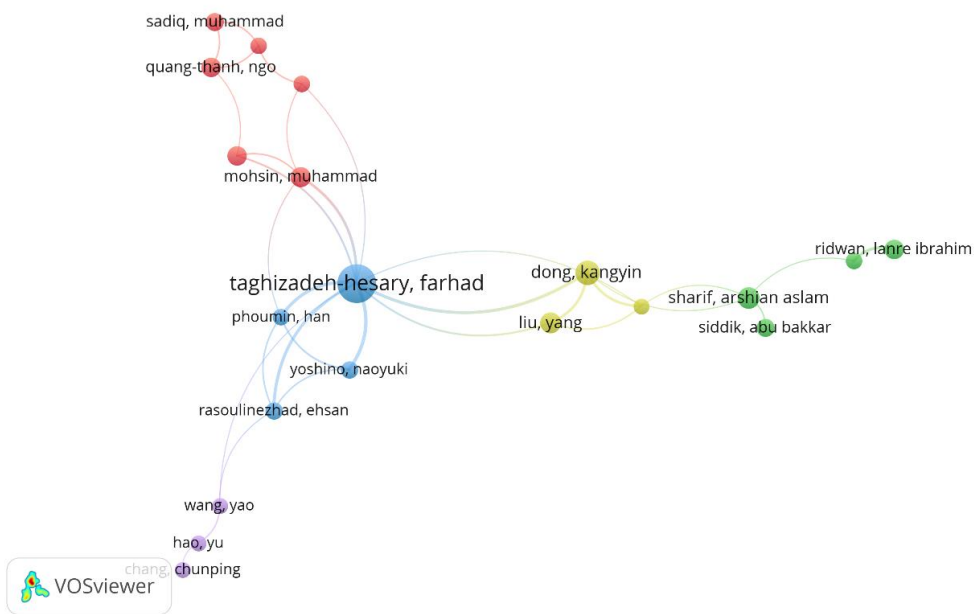 sadiq, muhammad
quang-thanh, ngo
mohsin, muhammad
ridwan, lanre ibrahim
dong, kangyin
taghizadeh-hesary, farhad
sharif, arshian aslam
phoumin, han
liu, yang
siddik, abu bakkar
yoshino, naoyuki
rasoulinezhad, ehsan
wang, yao
hao, yu
chang, chunping
VOSviewer